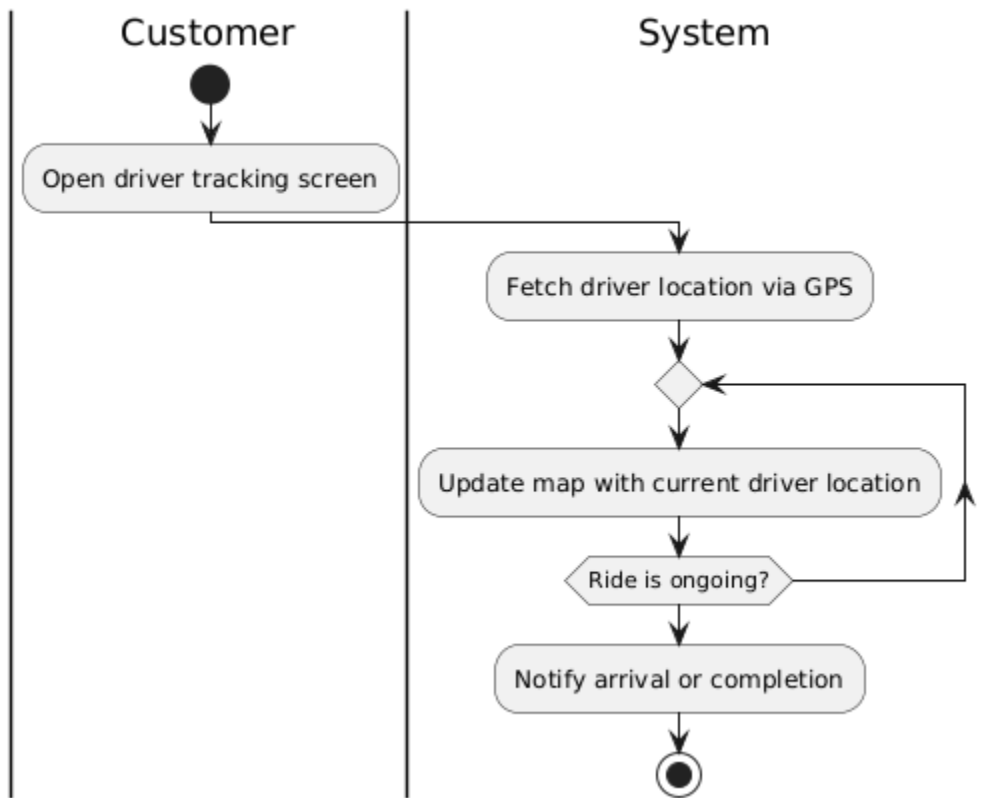 Customer
System
Open driver tracking screen
Fetch driver location via GPS
Update map with current driver location
Ride is ongoing?
Notify arrival or completion